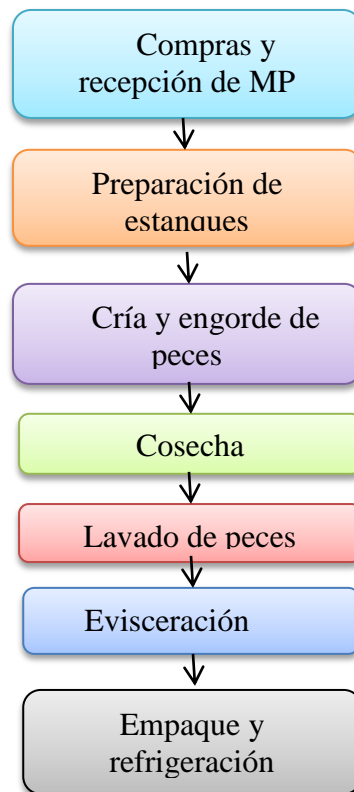 Compras y
recepción de MP
Preparación de
estanques
Cría y engorde de
peces
Cosecha
Lavado de peces
Evisceración
Empaque y
refrigeración